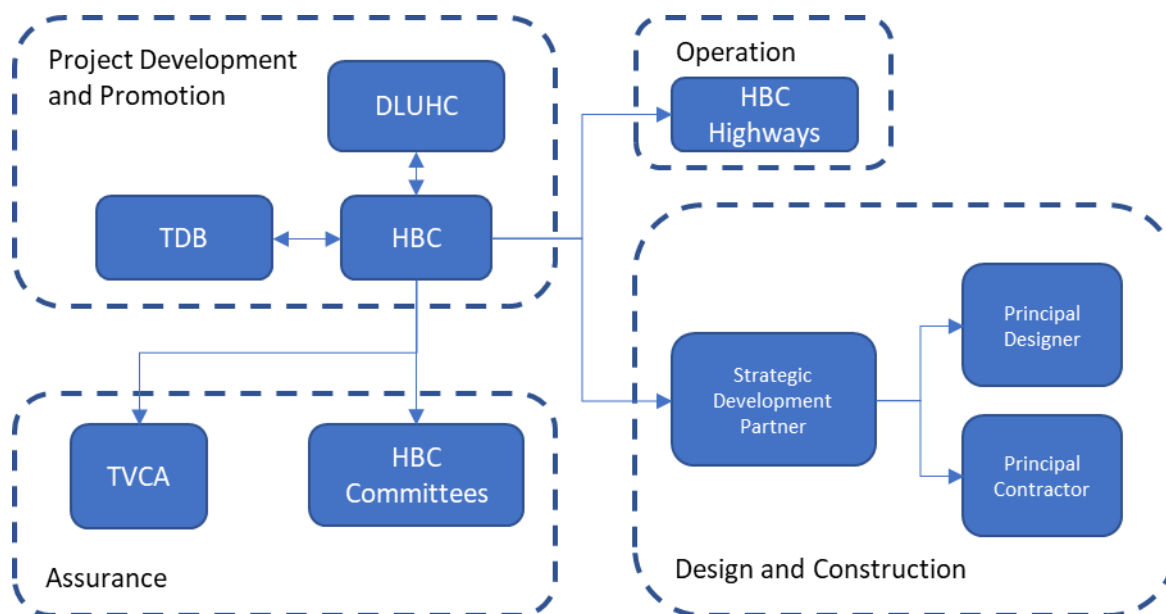 Project Development
and Promotion
DLUHC
TDB
HBC
Operation
HBC
Highways
Strategic
Development
Partner
Principal
Designer
Principal
Contractor
Design and Construction
TVCA
HBC
Committees
Assurance